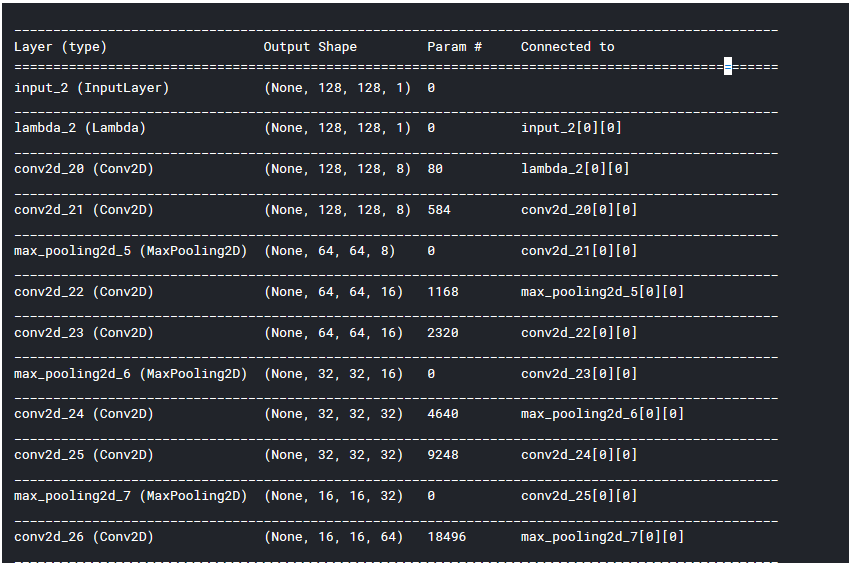 __________________________________________________________________________________________________
Layer (type)                    Output Shape         Param #     Connected to
==================================================================================================
input_2 (InputLayer)            (None, 128, 128, 1)  0
__________________________________________________________________________________________________
lambda_2 (Lambda)               (None, 128, 128, 1)  0           input_2[0][0]
__________________________________________________________________________________________________
conv2d_20 (Conv2D)              (None, 128, 128, 8)  80          lambda_2[0][0]
__________________________________________________________________________________________________
conv2d_21 (Conv2D)              (None, 128, 128, 8)  584         conv2d_20[0][0]
__________________________________________________________________________________________________
max_pooling2d_5 (MaxPooling2D)  (None, 64, 64, 8)    0           conv2d_21[0][0]
__________________________________________________________________________________________________
conv2d_22 (Conv2D)              (None, 64, 64, 16)   1168        max_pooling2d_5[0][0]
__________________________________________________________________________________________________
conv2d_23 (Conv2D)              (None, 64, 64, 16)   2320        conv2d_22[0][0]
__________________________________________________________________________________________________
max_pooling2d_6 (MaxPooling2D)  (None, 32, 32, 16)   0           conv2d_23[0][0]
__________________________________________________________________________________________________
conv2d_24 (Conv2D)              (None, 32, 32, 32)   4640        max_pooling2d_6[0][0]
__________________________________________________________________________________________________
conv2d_25 (Conv2D)              (None, 32, 32, 32)   9248        conv2d_24[0][0]
__________________________________________________________________________________________________
max_pooling2d_7 (MaxPooling2D)  (None, 16, 16, 32)   0           conv2d_25[0][0]
__________________________________________________________________________________________________
conv2d_26 (Conv2D)              (None, 16, 16, 64)   18496       max_pooling2d_7[0][0]
__________________________________________________________________________________________________